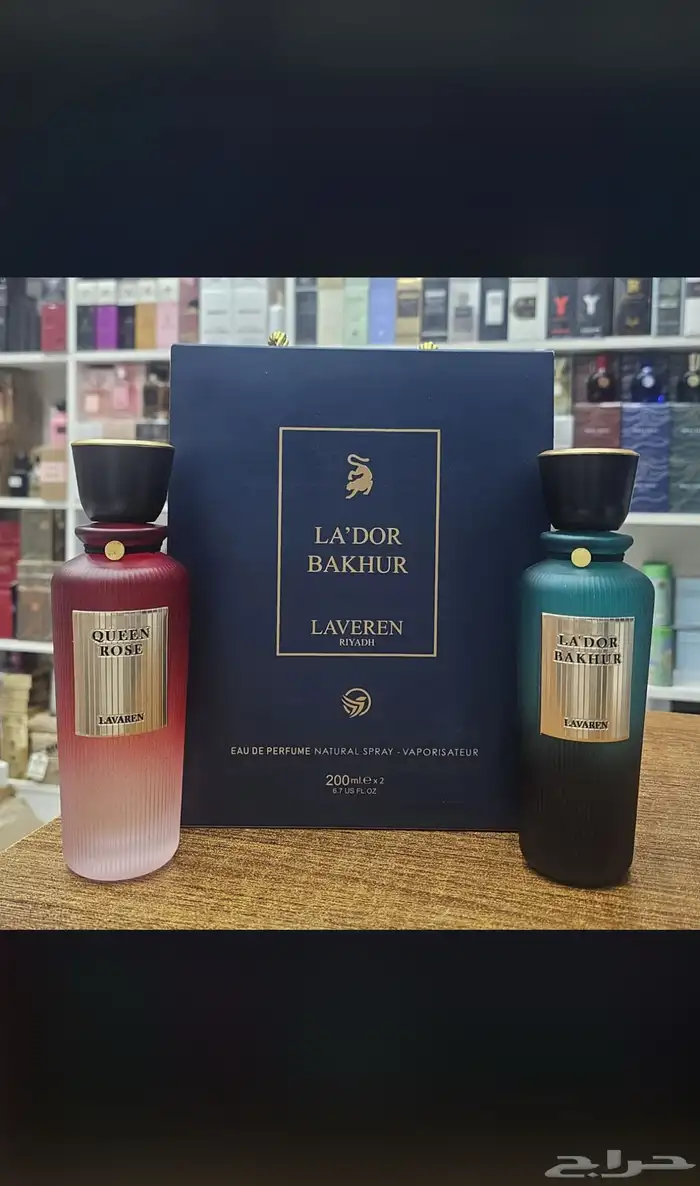 LA'DOR
BAKHUR
LAVEREN
RIYADH
EAU DE PERFUME NATURAL SPRAY - VAPORISATEUR
200ml.℮ x 2
6.7 US FL.OZ
QUEEN
ROSE
LAVAREN
LA'DOR
BAKHUR
LAVAREN
حراج